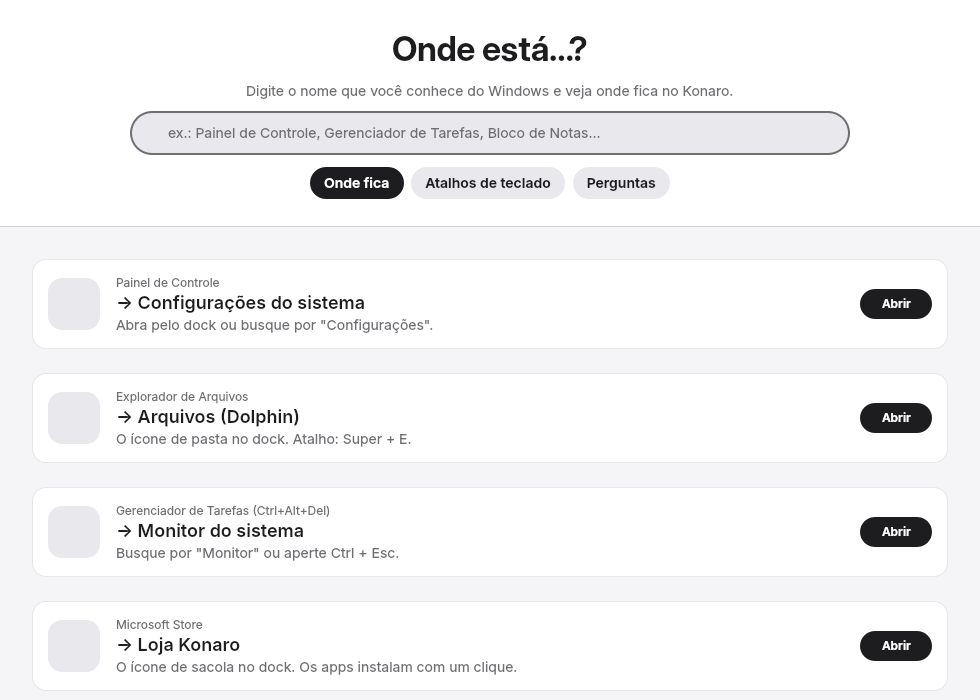 Onde está...?
Digite o nome que você conhece do Windows e veja onde fica no Konaro.
ex.: Painel de Controle, Gerenciador de Tarefas, Bloco de Notas...
Onde fica Atalhos de teclado Perguntas
Painel de Controle
→ Configurações do sistema
Abra pelo dock ou busque por "Configurações".
Abrir
Explorador de Arquivos
→ Arquivos (Dolphin)
O ícone de pasta no dock. Atalho: Super + E.
Abrir
Gerenciador de Tarefas (Ctrl+Alt+Del)
→ Monitor do sistema
Busque por "Monitor" ou aperte Ctrl + Esc.
Abrir
Microsoft Store
→ Loja Konaro
O ícone de sacola no dock. Os apps instalam com um clique.
Abrir